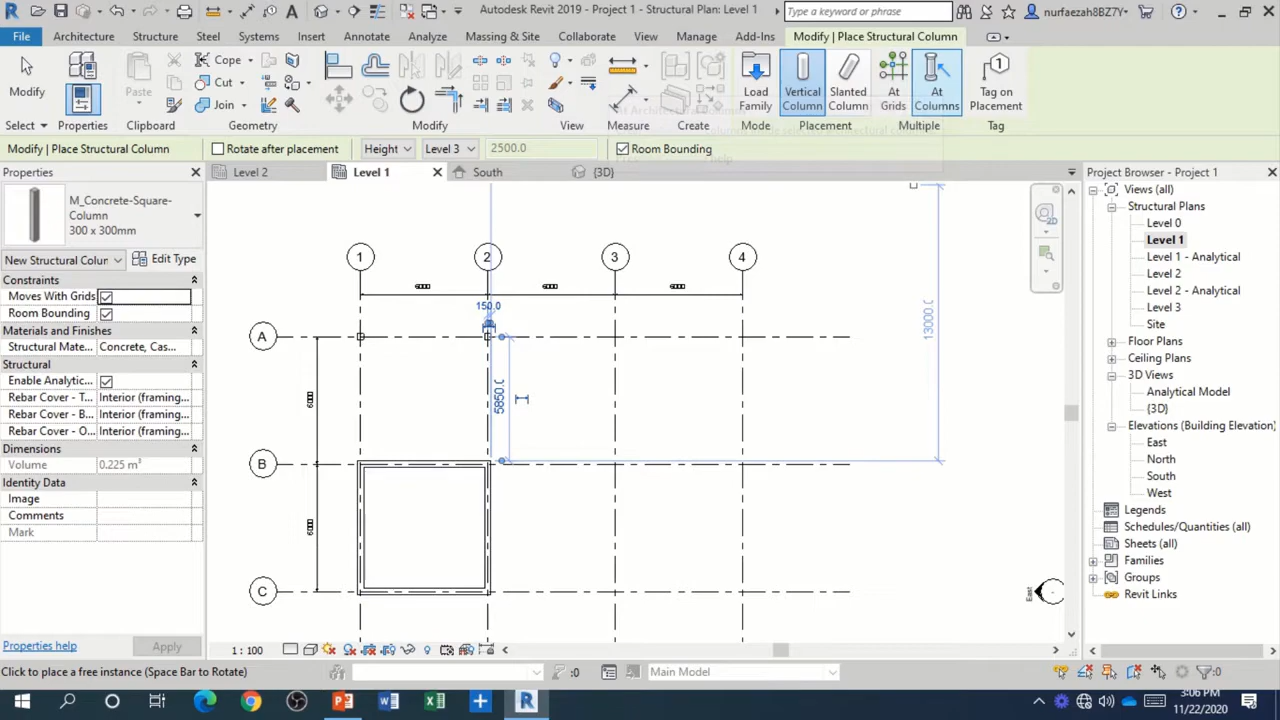 Autodesk Revit 2019 - Project 1 - Structural Plan: Level 1
Type a keyword or phrase
nurfaezah8BZ7Y
File Architecture Structure Steel Systems Insert Annotate Analyze Massing & Site Collaborate View Manage Add-Ins Modify | Place Structural Column
Modify
Paste
Cope
Cut
Join
Load Family
Vertical Column
Slanted Column
At Grids
At Columns
Tag on Placement
Select Properties Clipboard Geometry Modify View Measure Create Mode Placement Multiple Tag
Modify | Place Structural Column Rotate after placement Height Level 3 2500.0 Room Bounding
Properties
Level 2 Level 1 South {3D}
Project Browser - Project 1
M_Concrete-Square-Column
300 x 300mm
New Structural Colur Edit Type
Constraints
Moves With Grids
Room Bounding
Materials and Finishes
Structural Mate... Concrete, Cas...
Structural
Enable Analytic...
Rebar Cover - T... Interior (framing...
Rebar Cover - B... Interior (framing...
Rebar Cover - O... Interior (framing...
Dimensions
Volume 0.225 m³
Identity Data
Image
Comments
Mark
Properties help Apply
1 2 3 4
6000 6000 6000
150.0
A
6000
5850.0
13000.0
B
6000
C
East
2D
Views (all)
Structural Plans
Level 0
Level 1
Level 1 - Analytical
Level 2
Level 2 - Analytical
Level 3
Site
Floor Plans
Ceiling Plans
3D Views
Analytical Model
{3D}
Elevations (Building Elevation)
East
North
South
West
Legends
Schedules/Quantities (all)
Sheets (all)
Families
Groups
Revit Links
1 : 100
Click to place a free instance (SpaceBar to Rotate) :0 Main Model :0
3:06 PM
11/22/2020